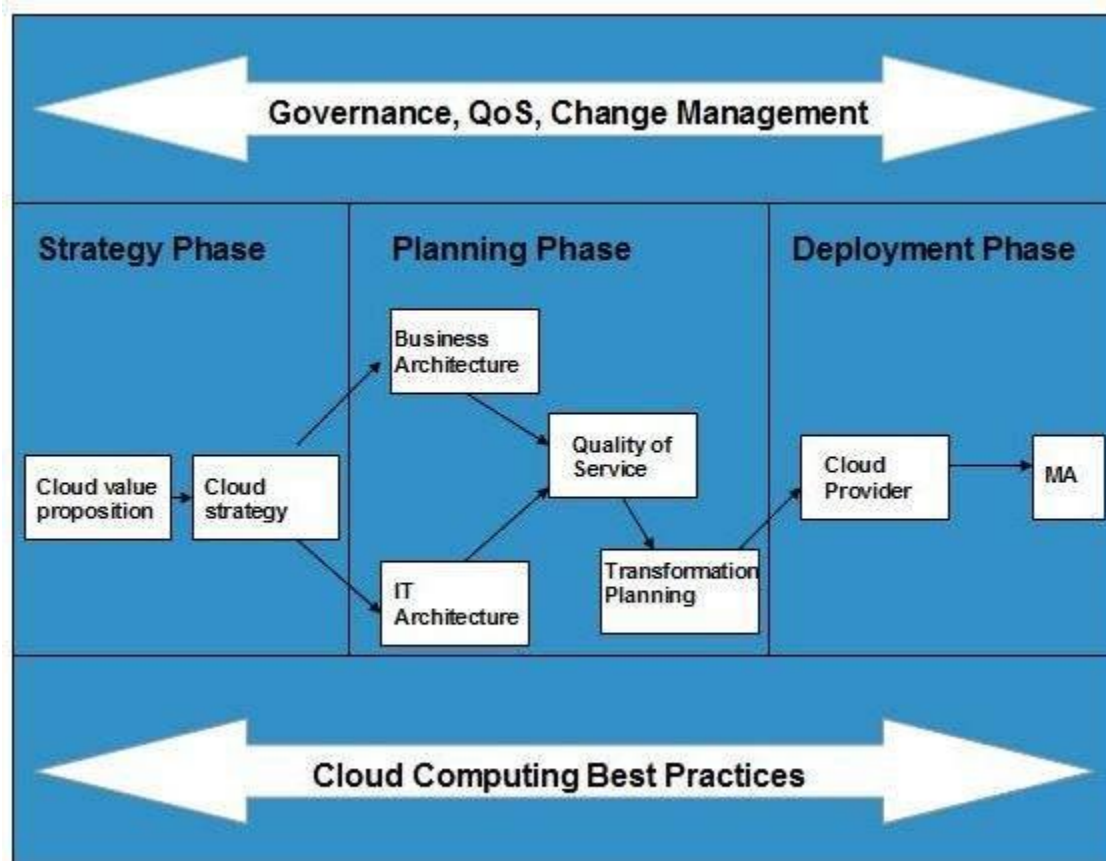 Governance, QoS, Change Management
Strategy Phase
Planning Phase
Deployment Phase
Cloud value
proposition
Cloud
strategy
Business
Architecture
IT
Architecture
Quality of
Service
Transformation
Planning
Cloud
Provider
MA
Cloud Computing Best Practices